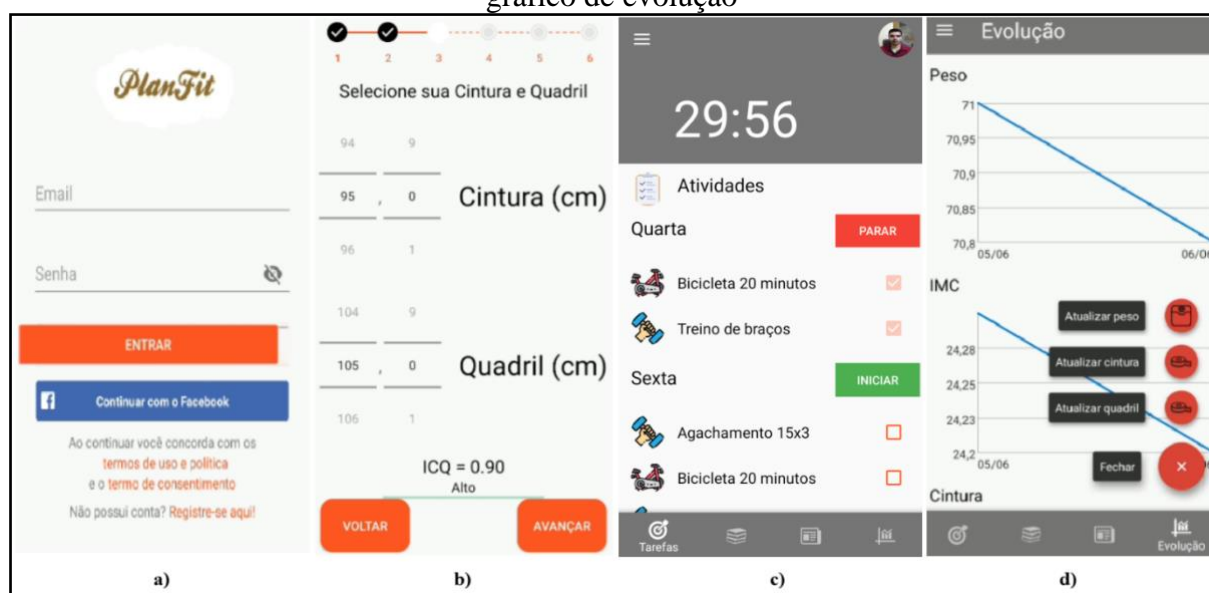 gráfico de evolução
PlanFit
Email
Senha
ENTRAR
Continuar com o Facebook
Ao continuar você concorda com os
termos de uso e política
e o termo de consentimento
Não possui conta? Registre-se aqui!
a)
1 2 3 4 5 6
Selecione sua Cintura e Quadril
94 9
95 , 0 Cintura (cm)
96 1
104 9
105 , 0 Quadril (cm)
106 1
ICQ = 0.90
Alto
VOLTAR AVANÇAR
b)
29:56
Atividades
Quarta PARAR
Bicicleta 20 minutos
Treino de braços
Sexta INICIAR
Agachamento 15x3
Bicicleta 20 minutos
Tarefas
c)
Evolução
Peso
71
70,95
70,9
70,85
70,8
05/06 06/0
IMC
Atualizar peso
24,28
Atualizar cintura
24,25
Atualizar quadril
24,23
24,2
05/06
Fechar
Cintura
Evolução
d)